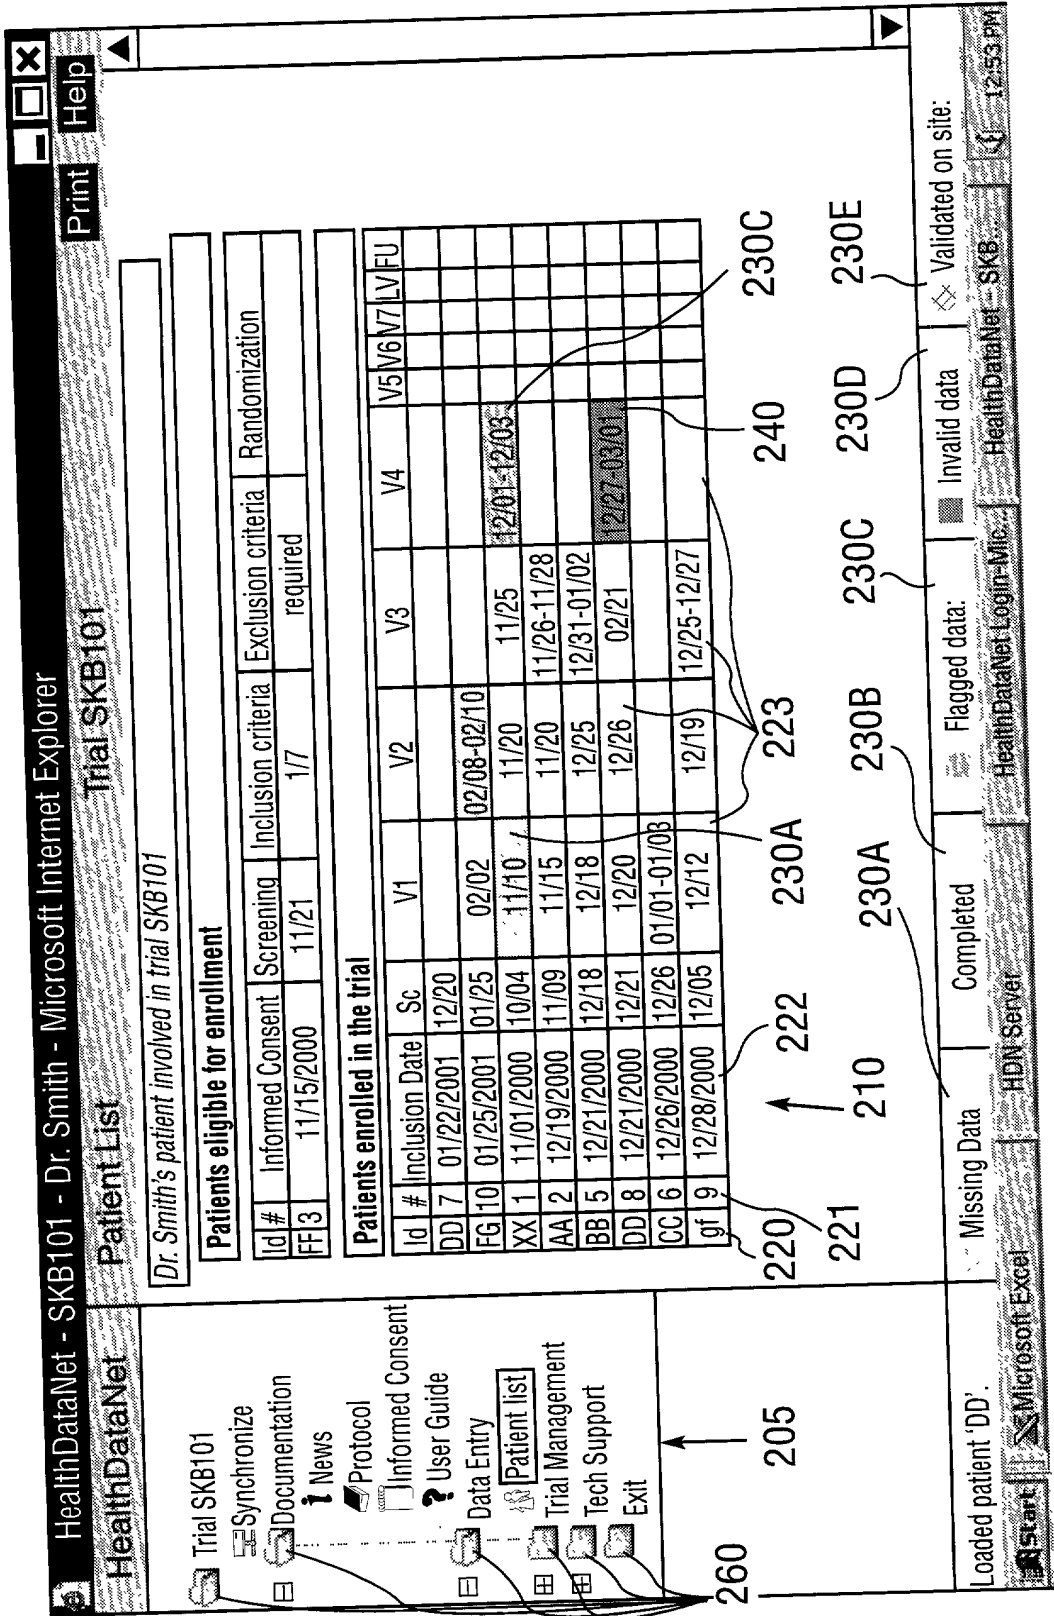 HealthDataNet - SKB101 - Dr. Smith - Microsoft Internet Explorer
HealthDataNet Patient List Trial SKB101 Print Help
Trial SKB101
Synchronize
Documentation
News
Protocol
Informed Consent
User Guide
Data Entry
Patient list
Trial Management
Tech Support
Exit
260
205
Dr. Smith's patient involved in trial SKB101
Patients eligible for enrollment
Id # Informed Consent Screening Inclusion criteria Exclusion criteria Randomization
FF 3 11/15/2000 11/21 1/7 required
Patients enrolled in the trial
Id # Inclusion Date Sc V1 V2 V3 V4 V5 V6 V7 LV FU
DD 7 01/22/2001 12/20
FG 10 01/25/2001 01/25 02/02 02/08-02/10
XX 1 11/01/2000 10/04 11/10 11/20 11/25 12/01-12/03
AA 2 12/19/2000 11/09 11/15 11/20 11/26-11/28
BB 5 12/21/2000 12/18 12/18 12/25 12/31-01/02
DD 8 12/21/2000 12/21 12/20 12/26 02/21 12/27-03/01
CC 6 12/26/2000 12/26 01/01-01/03
gf 9 12/28/2000 12/05 12/12 12/19 12/25-12/27
220 221 222 230A 223 240 230C
210
230A 230B 230C 230D 230E
Loaded patient 'DD'. Missing Data Completed Flagged data: Invalid data Validated on site:
Start Microsoft Excel HDN Server HealthDataNet Login-Mic... HealthDataNet - SKB... 12:53 PM